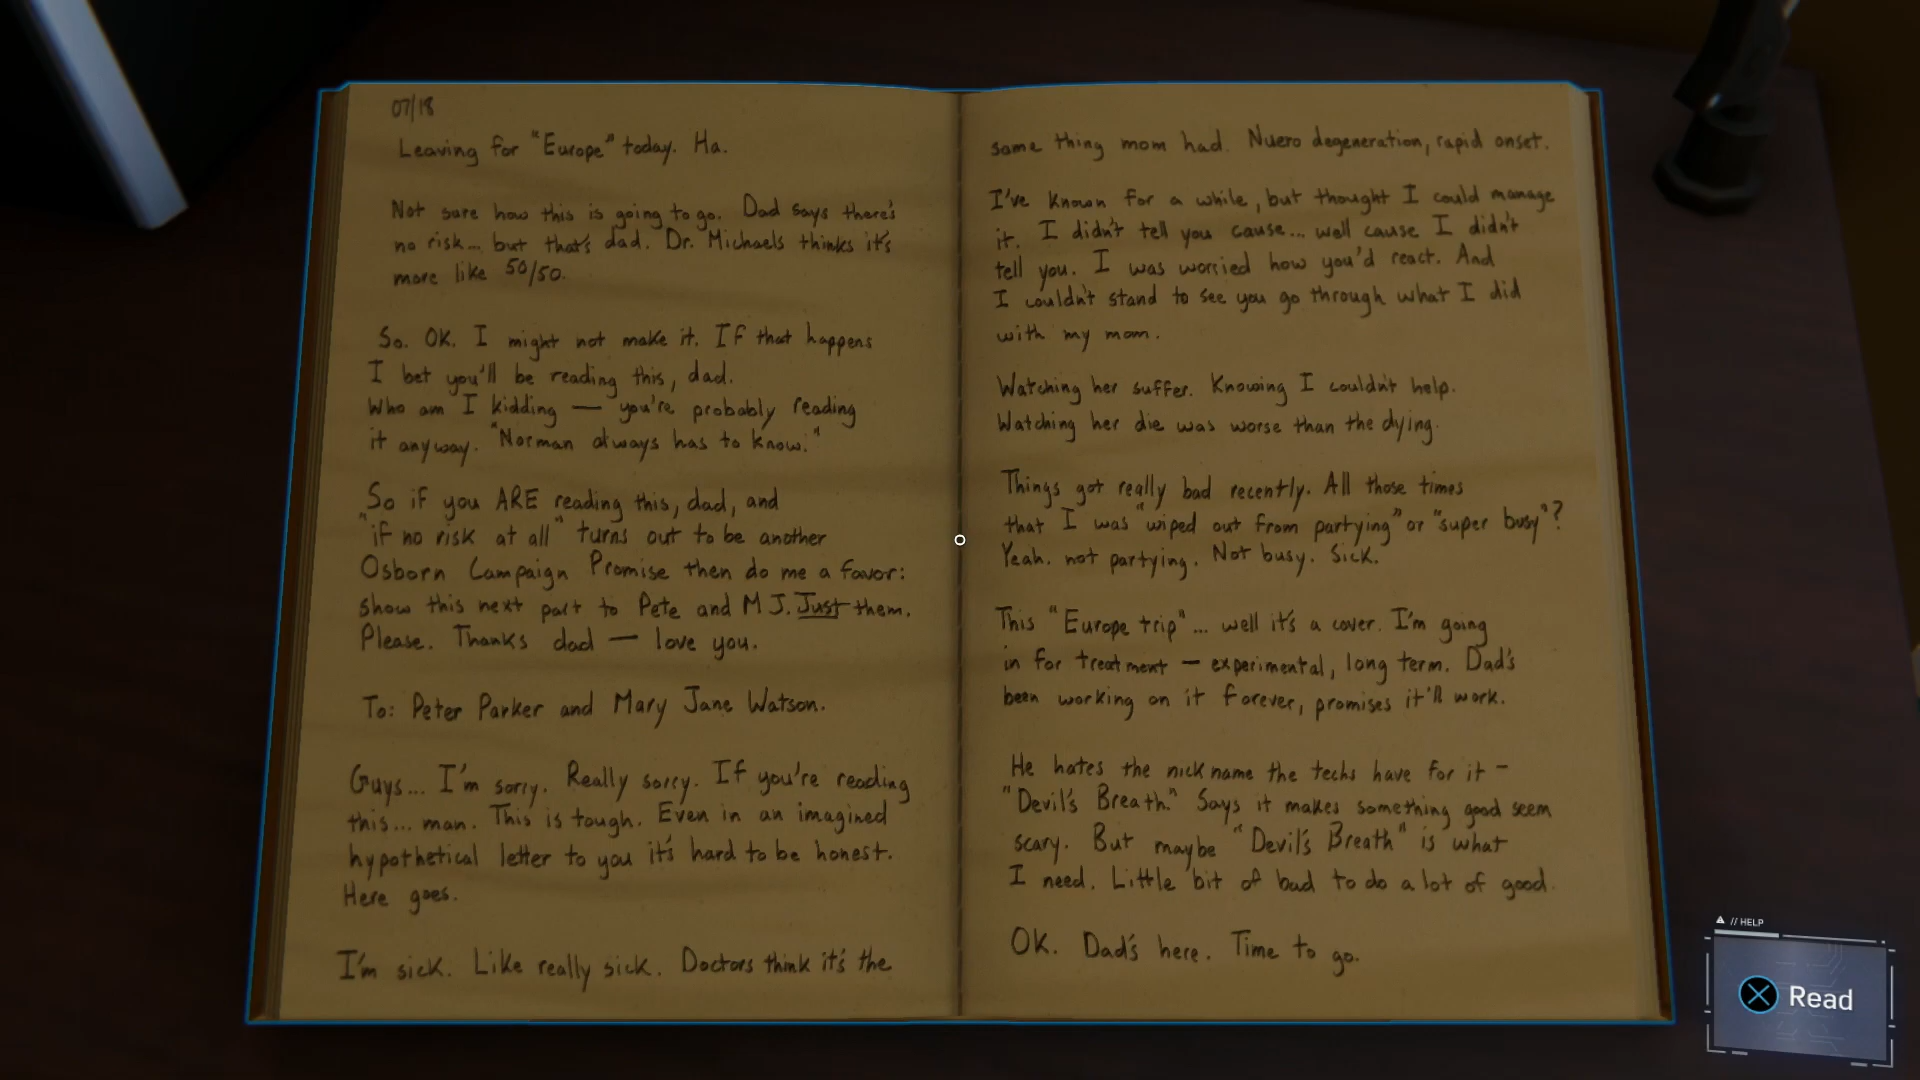 07/18
Leaving for "Europe" today. Ha.
Not sure how this is going to go. Dad says there's
no risk... but that's dad. Dr. Michaels thinks it's
more like 50/50.
So. OK. I might not make it. If that happens
I bet you'll be reading this, dad.
Who am I kidding — you're probably reading
it anyway. "Norman always has to know."
So if you ARE reading this, dad, and
"if no risk at all" turns out to be another
Osborn Campaign Promise then do me a favor:
show this next part to Pete and MJ. Just them.
Please. Thanks dad — love you.
To: Peter Parker and Mary Jane Watson.
Guys... I'm sorry. Really sorry. If you're reading
this... man. This is tough. Even in an imagined
hypothetical letter to you it's hard to be honest.
Here goes.
I'm sick. Like really sick. Doctors think it's the
same thing mom had. Nuero degeneration, rapid onset.
I've known for a while, but thought I could manage
it. I didn't tell you cause... well cause I didn't
tell you. I was worried how you'd react. And
I couldn't stand to see you go through what I did
with my mom.
Watching her suffer. Knowing I couldn't help.
Watching her die was worse than the dying.
Things got really bad recently. All those times
that I was "wiped out from partying" or "super busy"?
Yeah. not partying. Not busy. Sick.
This "Europe trip"... well it's a cover. I'm going
in for treatment — experimental, long term. Dad's
been working on it forever, promises it'll work.
He hates the nickname the techs have for it -
"Devil's Breath." Says it makes something good seem
scary. But maybe "Devil's Breath" is what
I need. Little bit of bad to do a lot of good.
OK. Dad's here. Time to go.
// HELP
Read